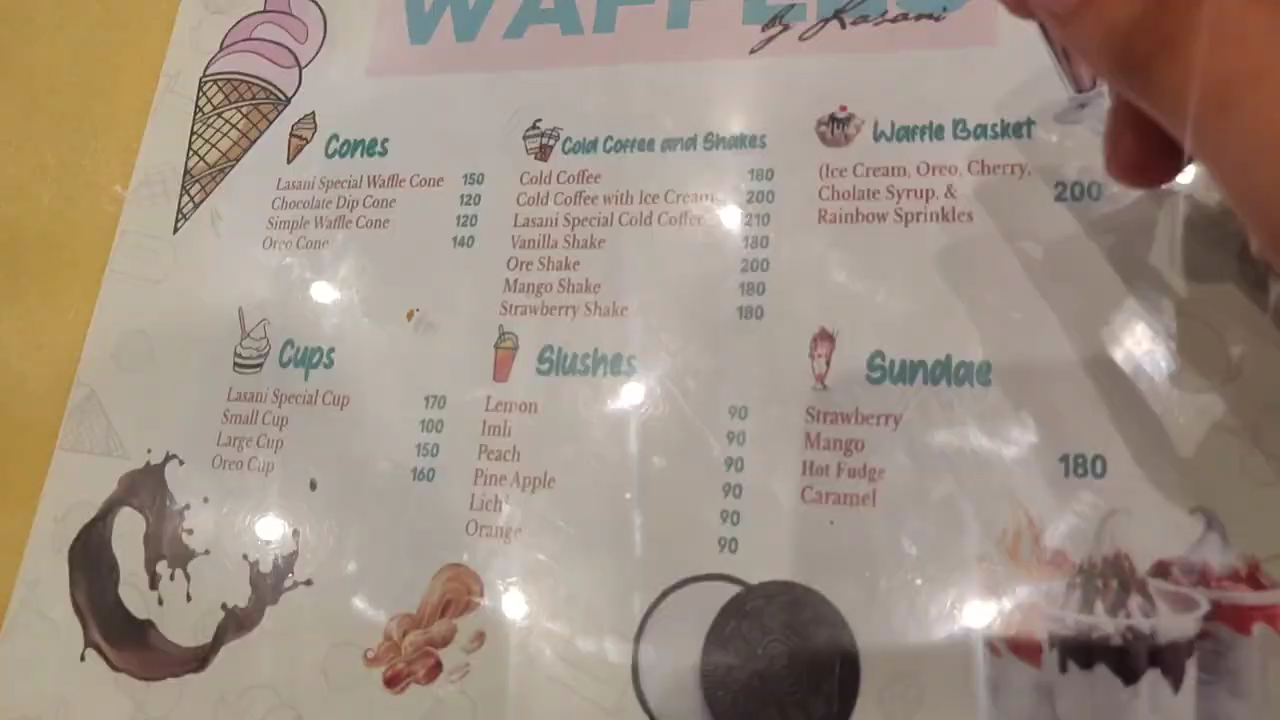 WAFFELS
By Lasani
Cones
Lasani Special Waffle Cone 150
Chocolate Dip Cone 120
Simple Waffle Cone 120
Oreo Cone 140
Cold Coffee and Shakes
Cold Coffee 180
Cold Coffee with Ice Cream 200
Lasani Special Cold Coffee 210
Vanilla Shake 180
Ore Shake 200
Mango Shake 180
Strawberry Shake 180
Waffle Basket
(Ice Cream, Oreo, Cherry,
Cholate Syrup, & 200
Rainbow Sprinkles
Cups
Lasani Special Cup 170
Small Cup 100
Large Cup 150
Oreo Cup 160
Slushes
Lemon 90
Imli 90
Peach 90
Pine Apple 90
Lichi 90
Orange 90
Sundae
Strawberry
Mango
Hot Fudge 180
Caramel